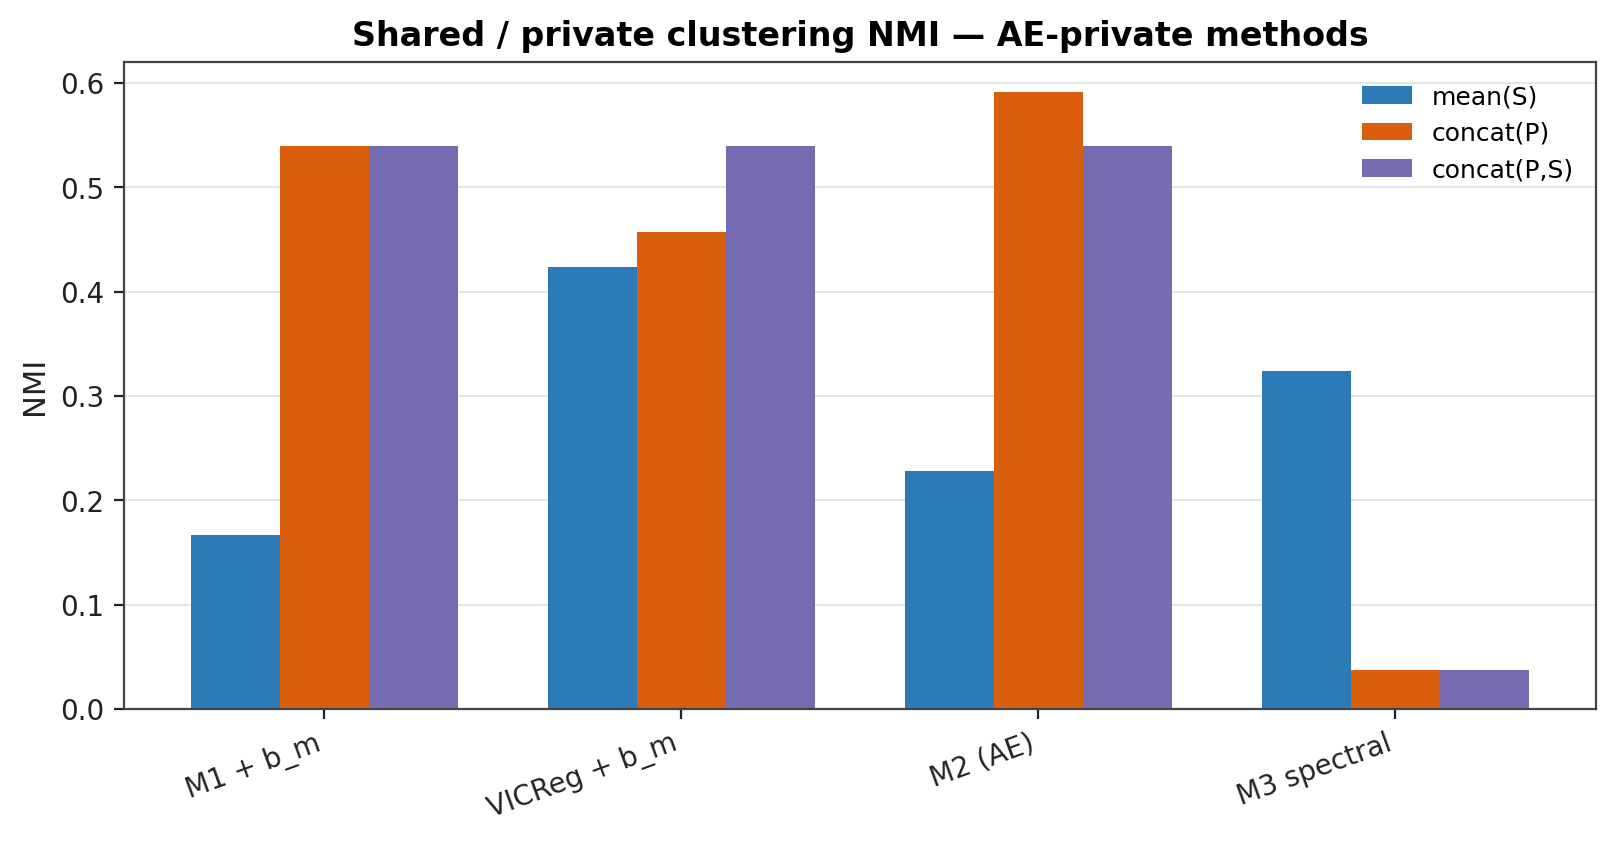 Shared / private clustering NMI — AE-private methods
mean(S)
concat(P)
concat(P,S)
NMI
0.6
0.5
0.4
0.3
0.2
0.1
0.0
M1 + b_m
VICReg + b_m
M2 (AE)
M3 spectral